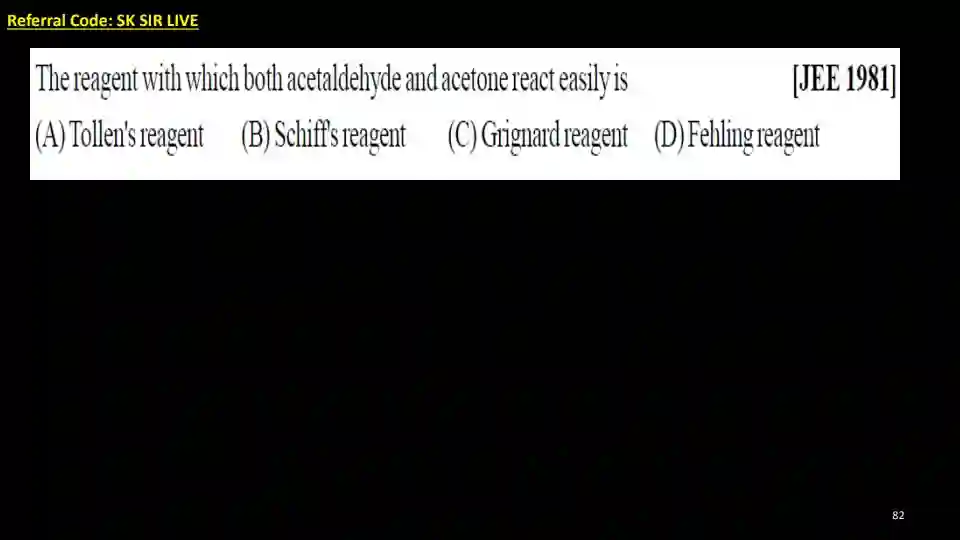 Referral Code: SK SIR LIVE
The reagent with which both acetaldehyde and acetone react easily is [JEE 1981]
(A) Tollen's reagent (B) Schiff's reagent (C) Grignard reagent (D) Fehling reagent
82